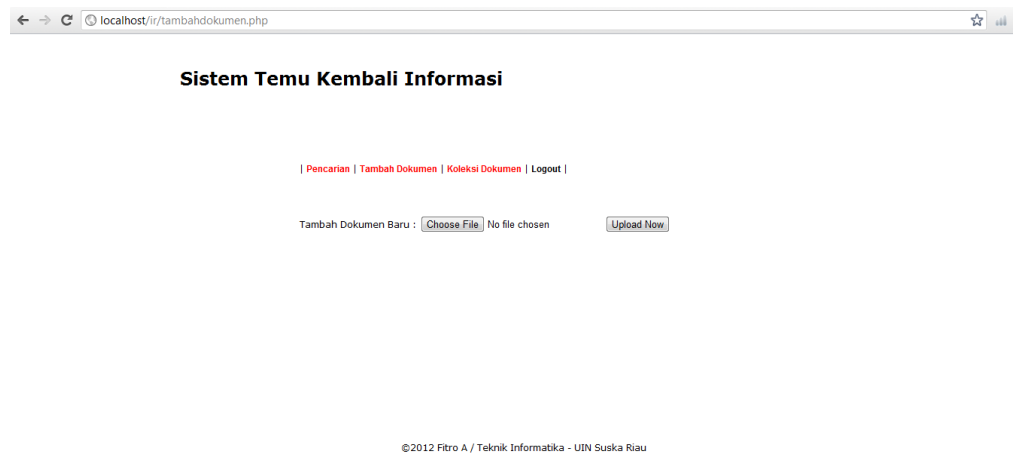 localhost/ir/tambahdokumen.php
Sistem Temu Kembali Informasi
| Pencarian | Tambah Dokumen | Koleksi Dokumen | Logout |
Tambah Dokumen Baru : Choose File No file chosen Upload Now
©2012 Fitro A / Teknik Informatika - UIN Suska Riau